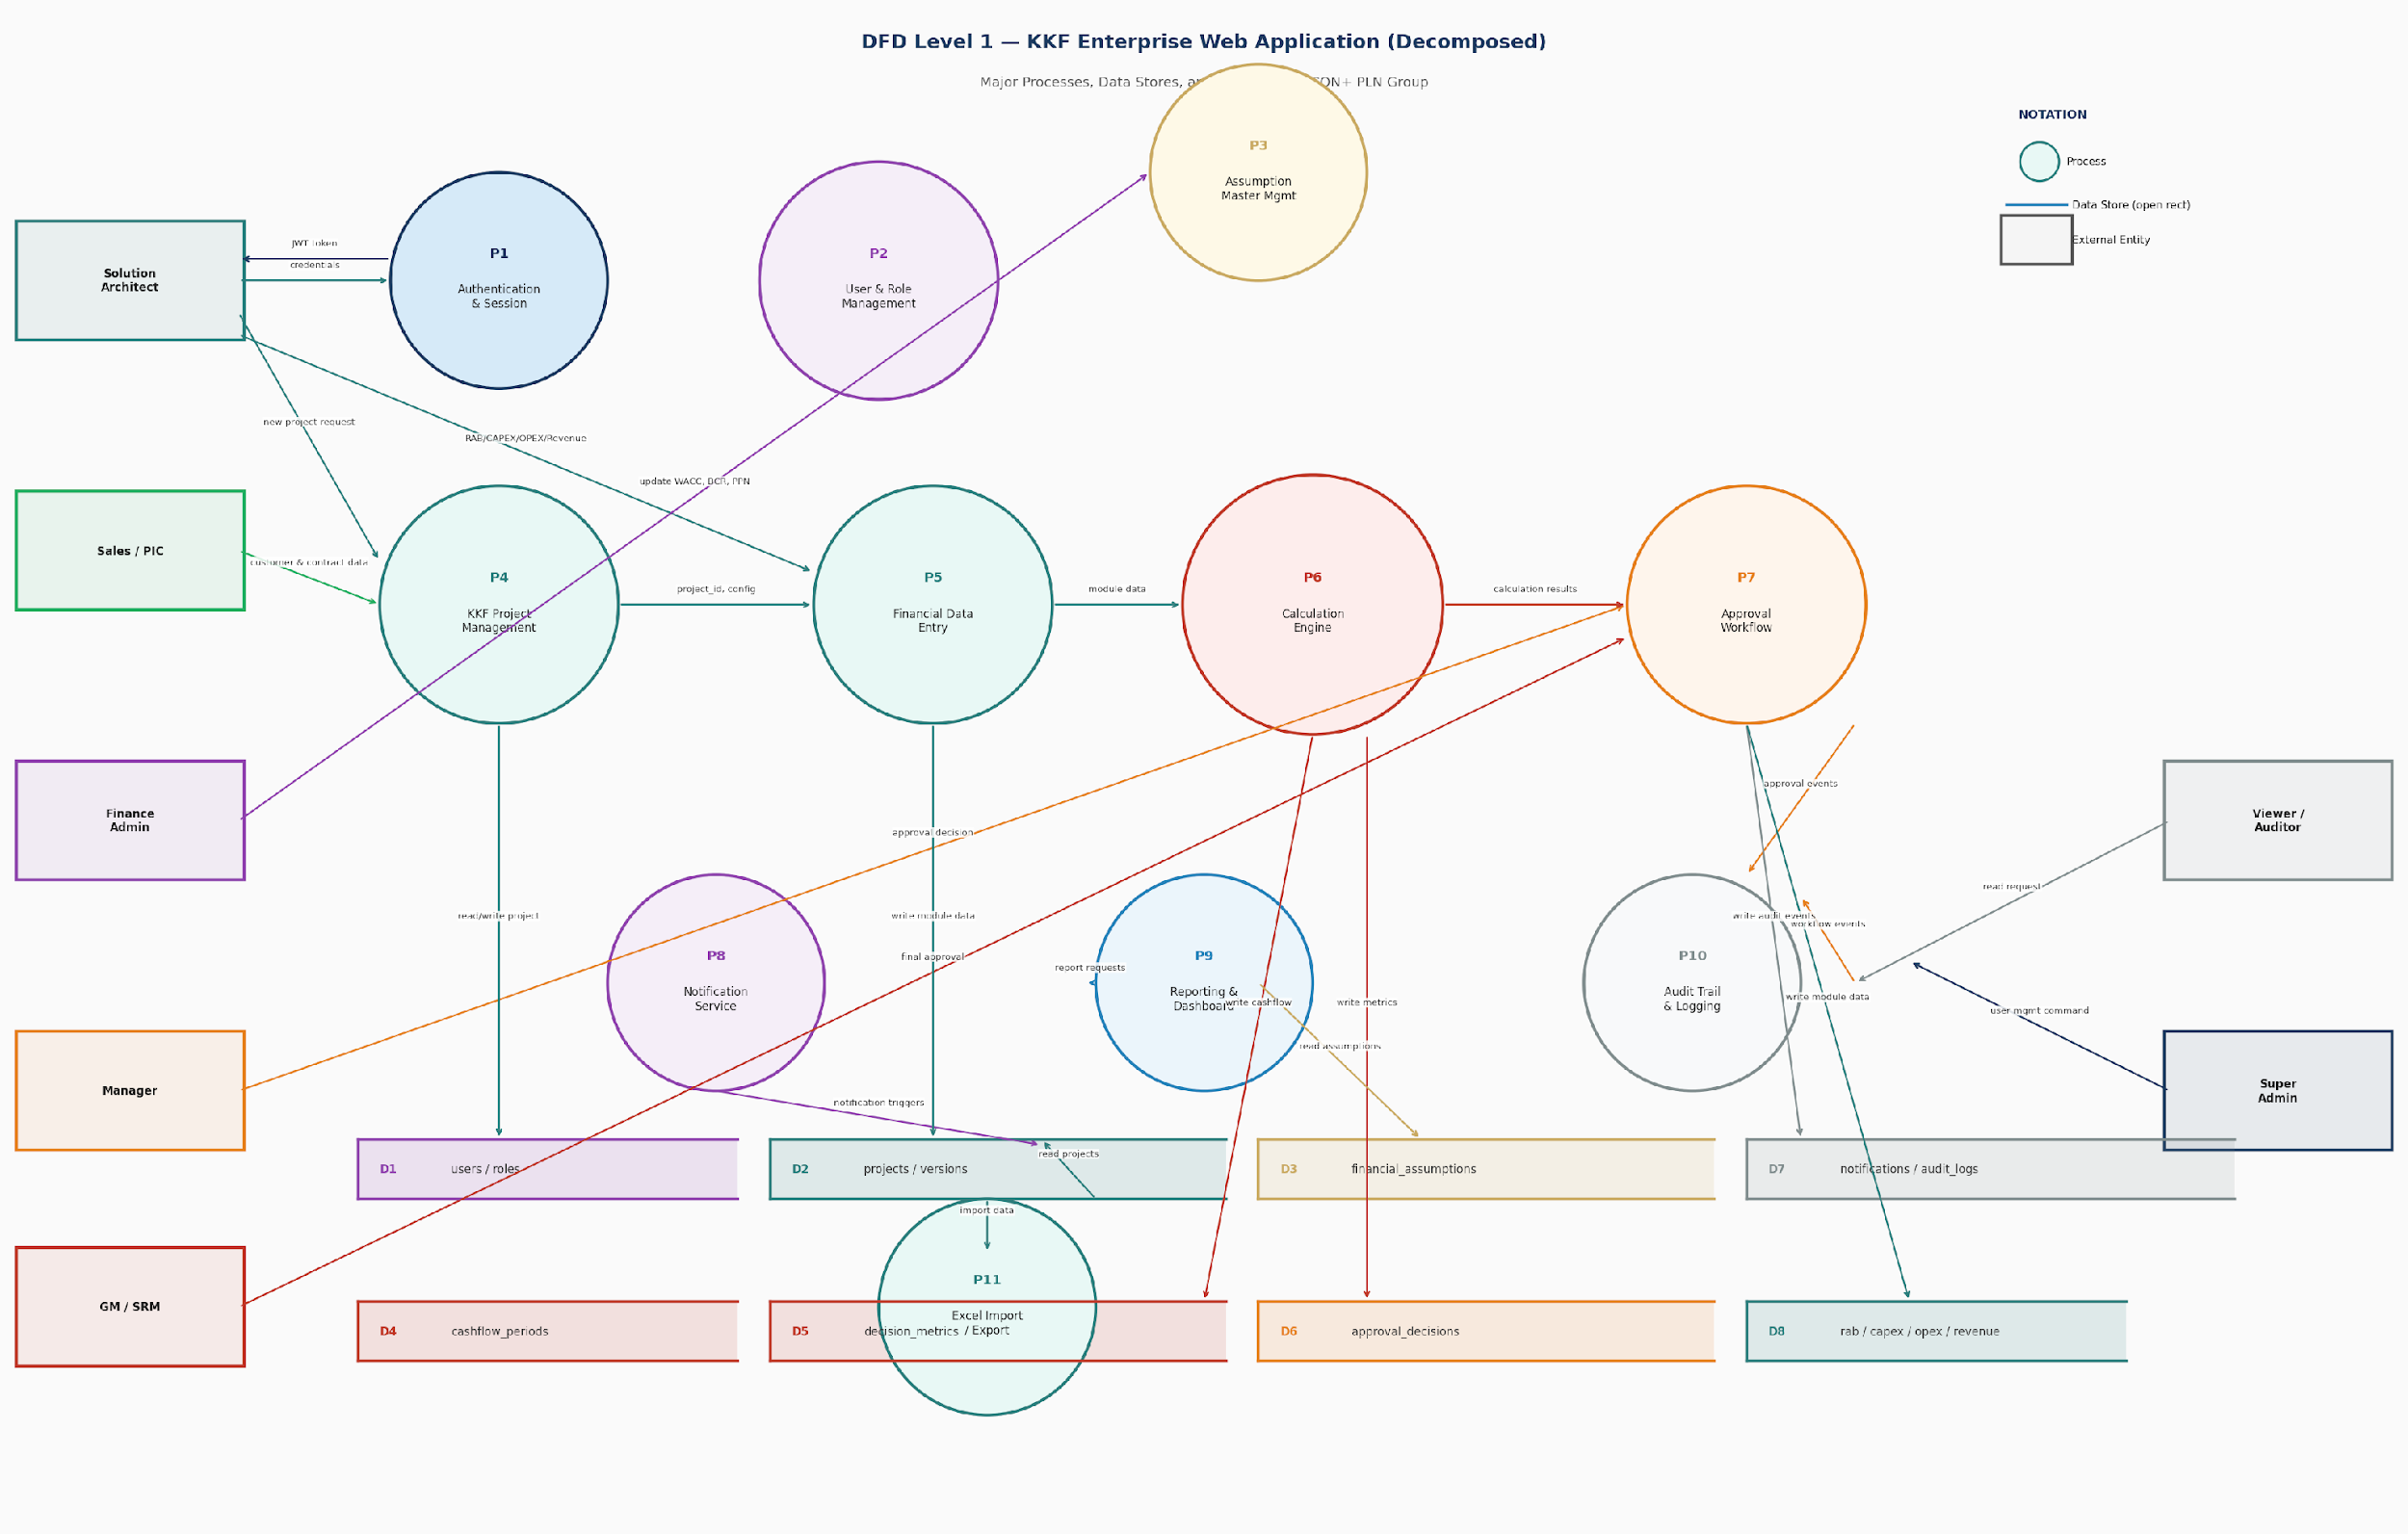 DFD Level 1 — KKF Enterprise Web Application (Decomposed)
Major Processes, Data Stores, PLN Group
NOTATION
Process
Data Store (open rect)
External Entity
P3
Assumption
Master Mgmt
P1
Authentication
& Session
P2
User & Role
Management
Solution
Architect
JWT token
credentials
new project request
RAB/CAPEX/OPEX/Revenue
update WACC, BCR, PPN
Sales / PIC
customer & contract data
P4
KKF Project
Management
project_id, config
P5
Financial Data
Entry
module data
P6
Calculation
Engine
calculation results
P7
Approval
Workflow
Finance
Admin
approval events
Viewer /
Auditor
approval decision
read request
read/write project
write module data
write audit events
workflow events
final approval
P8
Notification
Service
report requests
P9
Reporting &
Dashboard
write cashflow
write metrics
P10
Audit Trail
& Logging
write module data
user mgmt command
read assumptions
Manager
Super
Admin
notification triggers
read projects
D1 users / roles
D2 projects / versions
D3 financial_assumptions
D7 notifications / audit_logs
import data
P11
Excel Import
/ Export
GM / SRM
D4 cashflow_periods
D5 decision_metrics
D6 approval_decisions
D8 rab / capex / opex / revenue